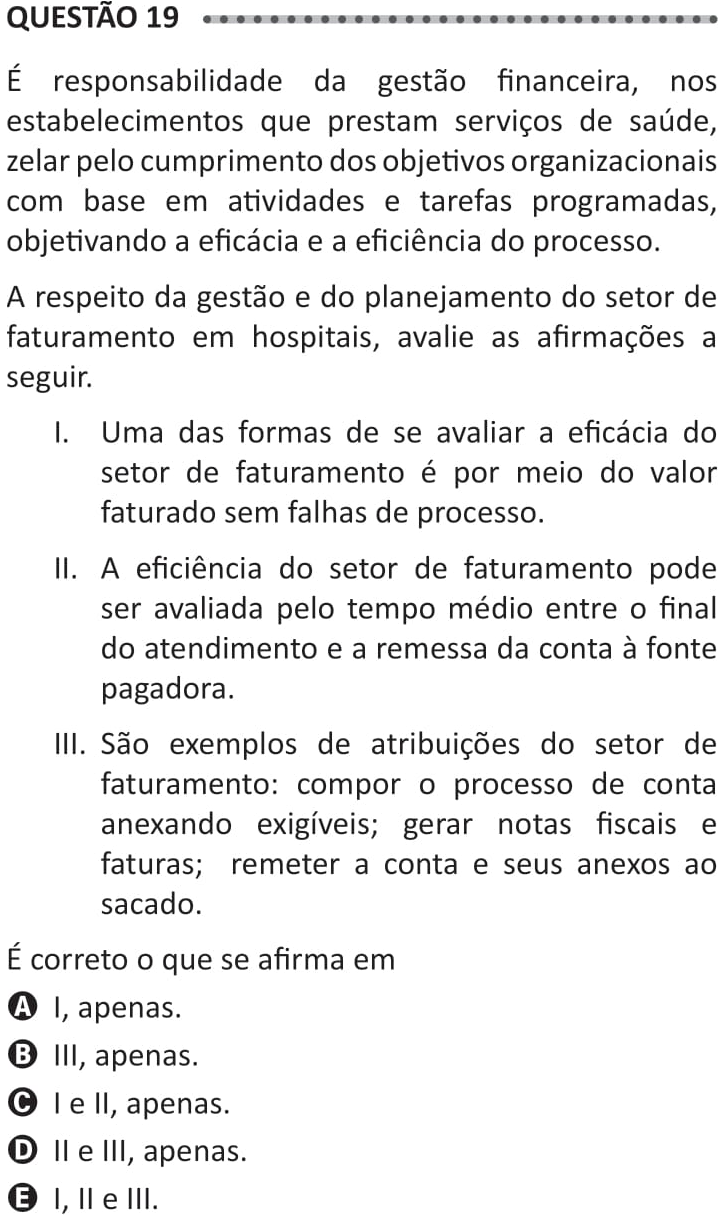 QUESTÃO 19
É responsabilidade da gestão financeira, nos
estabelecimentos que prestam serviços de saúde,
zelar pelo cumprimento dos objetivos organizacionais
com base em atividades e tarefas programadas,
objetivando a eficácia e a eficiência do processo.
A respeito da gestão e do planejamento do setor de
faturamento em hospitais, avalie as afirmações a
seguir.
I. Uma das formas de se avaliar a eficácia do
setor de faturamento é por meio do valor
faturado sem falhas de processo.
II. A eficiência do setor de faturamento pode
ser avaliada pelo tempo médio entre o final
do atendimento e a remessa da conta à fonte
pagadora.
III. São exemplos de atribuições do setor de
faturamento: compor o processo de conta
anexando exigíveis; gerar notas fiscais e
faturas; remeter a conta e seus anexos ao
sacado.
É correto o que se afirma em
A I, apenas.
B III, apenas.
C I e II, apenas.
D II e III, apenas.
E I, II e III.